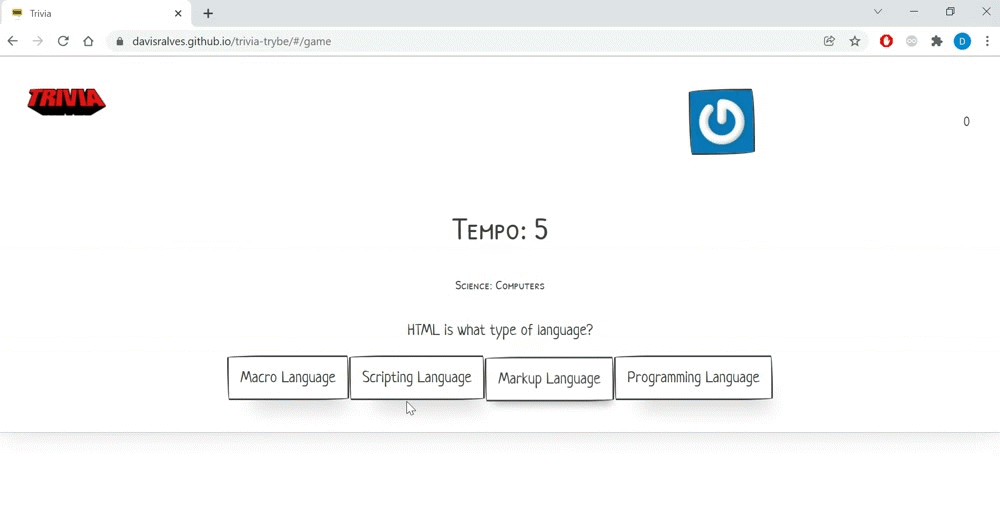 Trivia
davisralves.github.io/trivia-trybe/#/game
D
TRIVIA
0
Tempo: 5
Science: Computers
HTML is what type of language?
Macro Language
Scripting Language
Markup Language
Programming Language